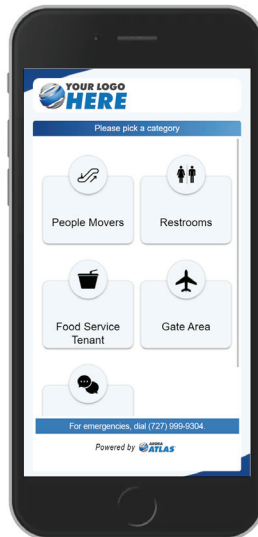 YOUR LOGO
HERE
Please pick a category
People Movers
Restrooms
Food Service
Tenant
Gate Area
For emergencies, dial (727) 999-9304.
Powered by
ATLAS